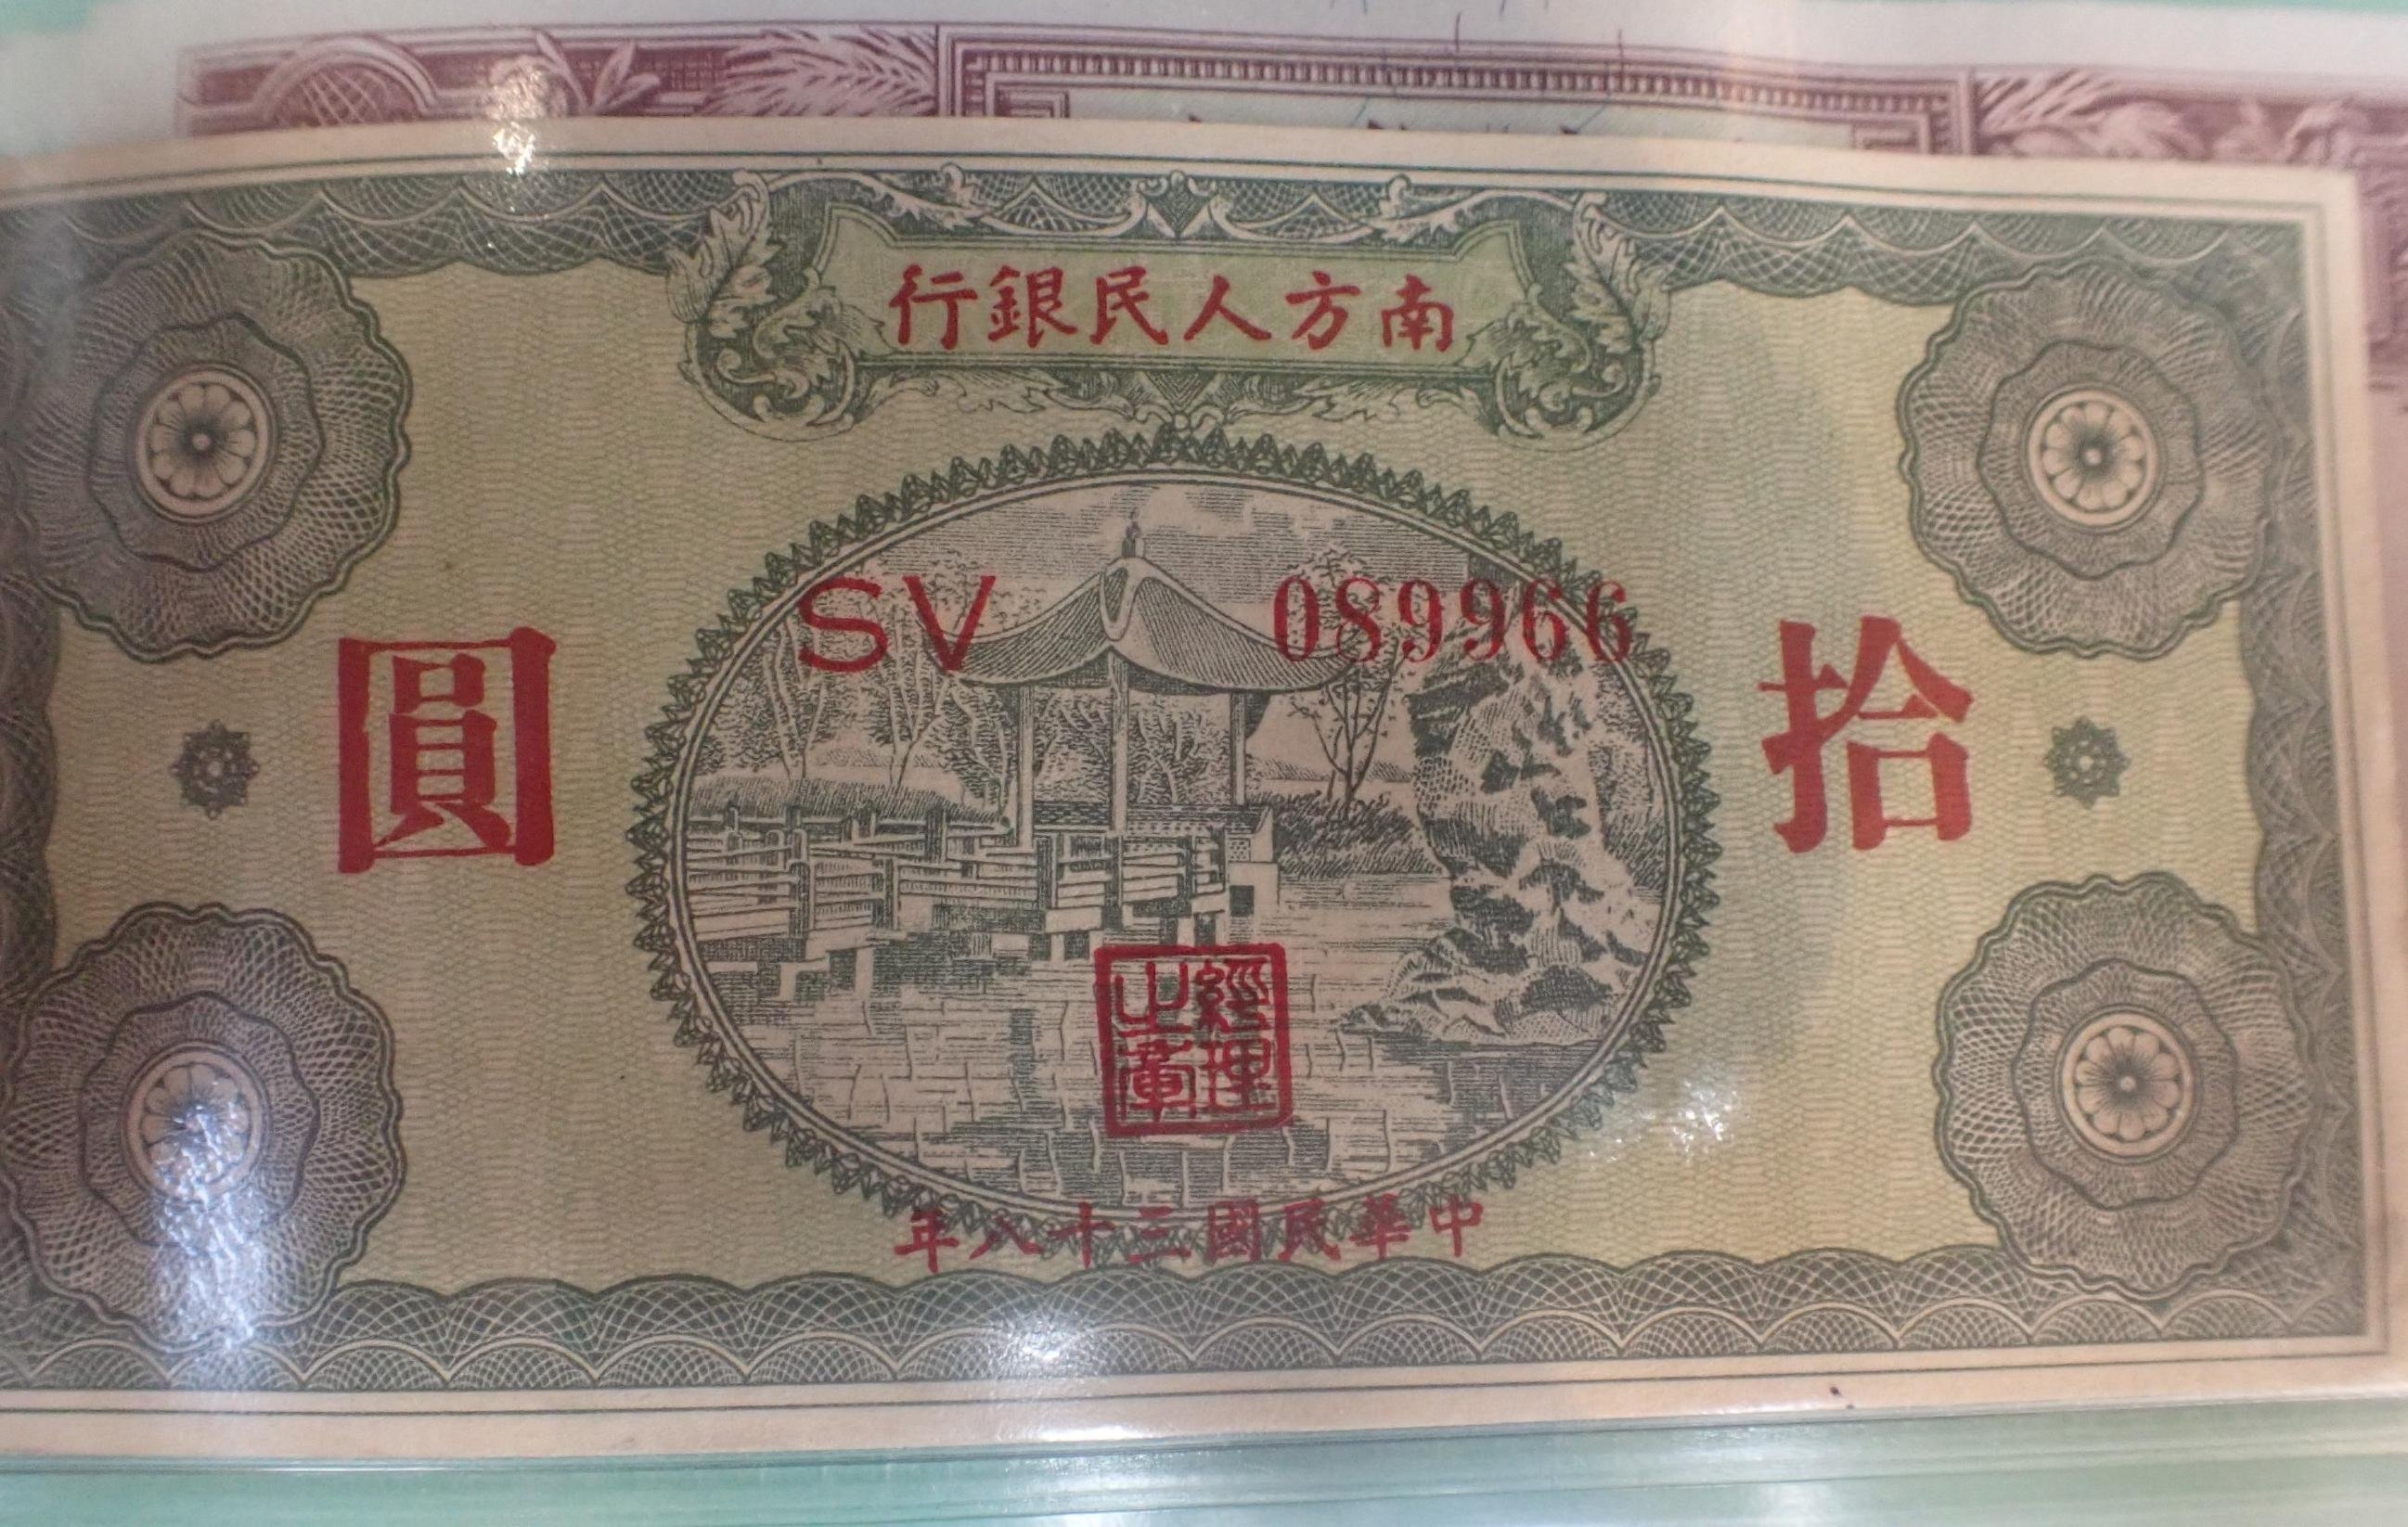 南方人民銀行
SV 089966
拾圓
經理之章
中華民國三十八年